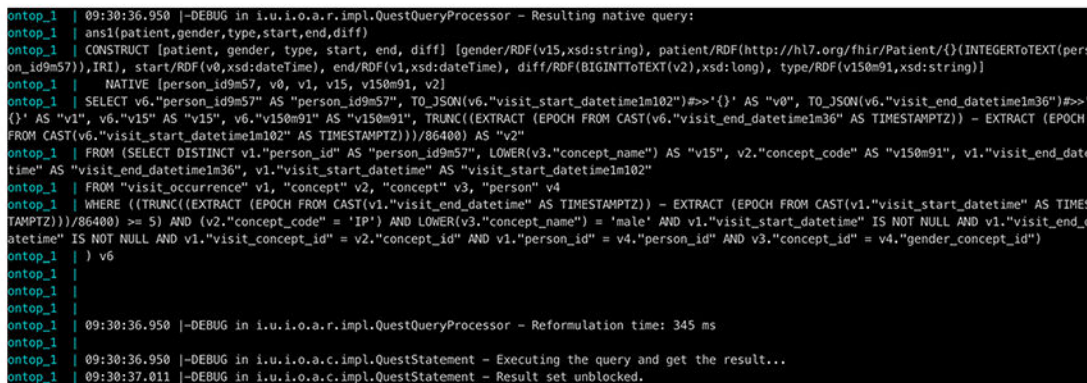 ontop_1 | 09:30:36.950 |-DEBUG in i.u.i.o.a.r.impl.QuestQueryProcessor - Resulting native query:
ontop_1 | ans1(patient,gender,type,start,end,diff)
ontop_1 | CONSTRUCT [patient, gender, type, start, end, diff] [gender/RDF(v15,xsd:string), patient/RDF(http://hl7.org/fhir/Patient/{}(INTEGERToTEXT(pers
on_id9m57)),IRI), start/RDF(v0,xsd:dateTime), end/RDF(v1,xsd:dateTime), diff/RDF(BIGINTToTEXT(v2),xsd:long), type/RDF(v150m91,xsd:string)]
ontop_1 | NATIVE [person_id9m57, v0, v1, v15, v150m91, v2]
ontop_1 | SELECT v6."person_id9m57" AS "person_id9m57", TO_JSON(v6."visit_start_datetime1m102")#>>'{}' AS "v0", TO_JSON(v6."visit_end_datetime1m36")#>>
{}' AS "v1", v6."v15" AS "v15", v6."v150m91" AS "v150m91", TRUNC((EXTRACT (EPOCH FROM CAST(v6."visit_end_datetime1m36" AS TIMESTAMPTZ)) - EXTRACT (EPOCH
FROM CAST(v6."visit_start_datetime1m102" AS TIMESTAMPTZ)))/86400) AS "v2"
ontop_1 | FROM (SELECT DISTINCT v1."person_id" AS "person_id9m57", LOWER(v3."concept_name") AS "v15", v2."concept_code" AS "v150m91", v1."visit_end_date
time" AS "visit_end_datetime1m36", v1."visit_start_datetime" AS "visit_start_datetime1m102"
ontop_1 | FROM "visit_occurrence" v1, "concept" v2, "concept" v3, "person" v4
ontop_1 | WHERE ((TRUNC((EXTRACT (EPOCH FROM CAST(v1."visit_end_datetime" AS TIMESTAMPTZ)) - EXTRACT (EPOCH FROM CAST(v1."visit_start_datetime" AS TIMES
TAMPTZ)))/86400) >= 5) AND (v2."concept_code" = 'IP') AND LOWER(v3."concept_name") = 'male' AND v1."visit_start_datetime" IS NOT NULL AND v1."visit_end_d
atetime" IS NOT NULL AND v1."visit_concept_id" = v2."concept_id" AND v1."person_id" = v4."person_id" AND v3."concept_id" = v4."gender_concept_id")
ontop_1 | ) v6
ontop_1 |
ontop_1 |
ontop_1 |
ontop_1 | 09:30:36.950 |-DEBUG in i.u.i.o.a.r.impl.QuestQueryProcessor - Reformulation time: 345 ms
ontop_1 |
ontop_1 | 09:30:36.950 |-DEBUG in i.u.i.o.a.c.impl.QuestStatement - Executing the query and get the result...
ontop_1 | 09:30:37.011 |-DEBUG in i.u.i.o.a.c.impl.QuestStatement - Result set unblocked.